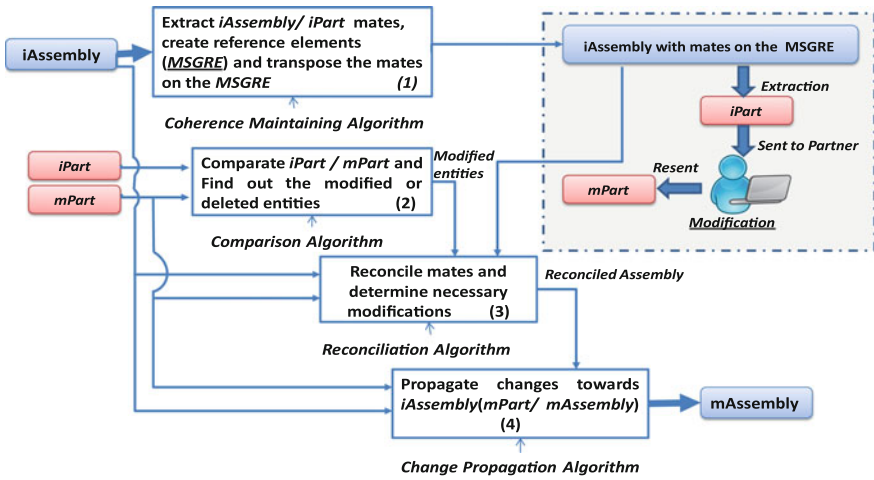 iAssembly
Extract iAssembly/ iPart mates,
create reference elements
(MSGRE) and transpose the mates
on the MSGRE (1)
Coherence Maintaining Algorithm
iAssembly with mates on the MSGRE
Extraction
iPart
Sent to Partner
Resent
mPart
Modification
iPart
mPart
Comparate iPart / mPart and
Find out the modified or
deleted entities (2)
Modified
entities
Comparison Algorithm
Reconcile mates and
determine necessary
modifications (3)
Reconciled Assembly
Reconciliation Algorithm
Propagate changes towards
iAssembly(mPart/ mAssembly)
(4)
mAssembly
Change Propagation Algorithm